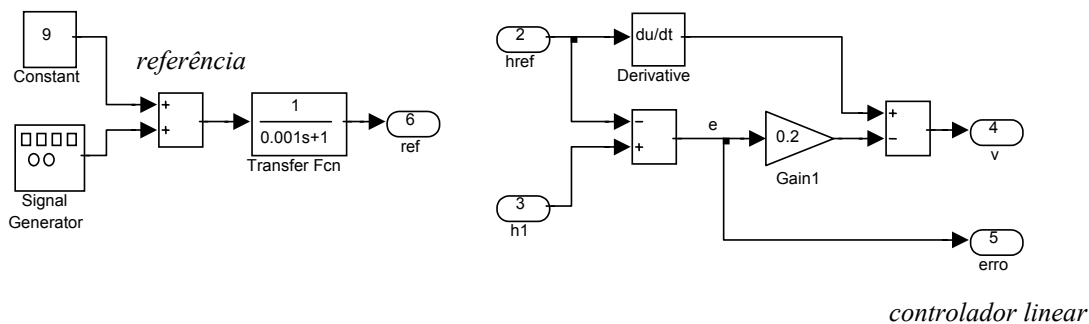 9
Constant
referência
+
+
Signal
Generator
1
0.001s+1
Transfer Fcn
6
ref
2
href
du/dt
Derivative
−
+
3
h1
e
0.2
Gain1
+
−
4
v
5
erro
controlador linear